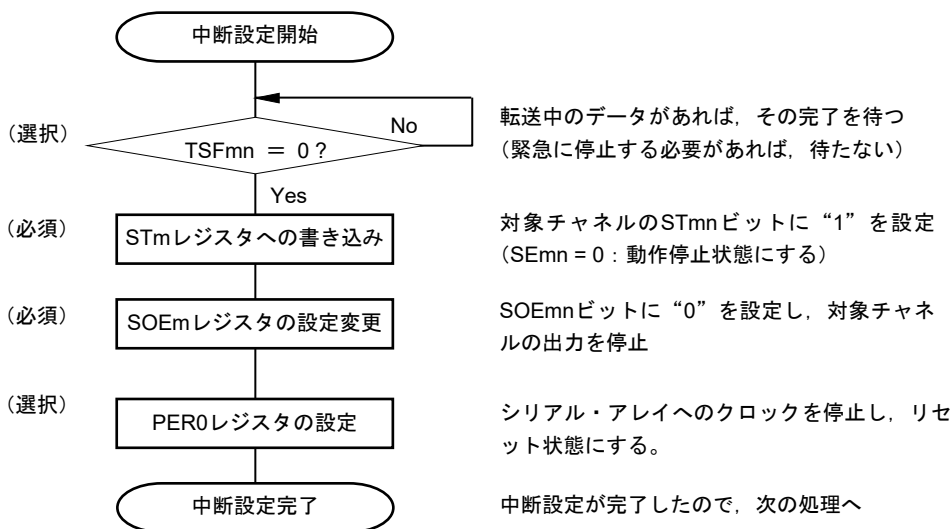 中断設定開始
(選択)
TSFmn = 0?
No
転送中のデータがあれば，その完了を待つ
(緊急に停止する必要があれば，待たない)
Yes
(必須)
STmレジスタへの書き込み
対象チャネルのSTmnビットに“1”を設定
(SEmn = 0：動作停止状態にする)
(必須)
SOEmレジスタの設定変更
SOEmnビットに“0”を設定し，対象チャネ
ルの出力を停止
(選択)
PER0レジスタの設定
シリアル・アレイへのクロックを停止し，リセ
ット状態にする。
中断設定完了
中断設定が完了したので，次の処理へ